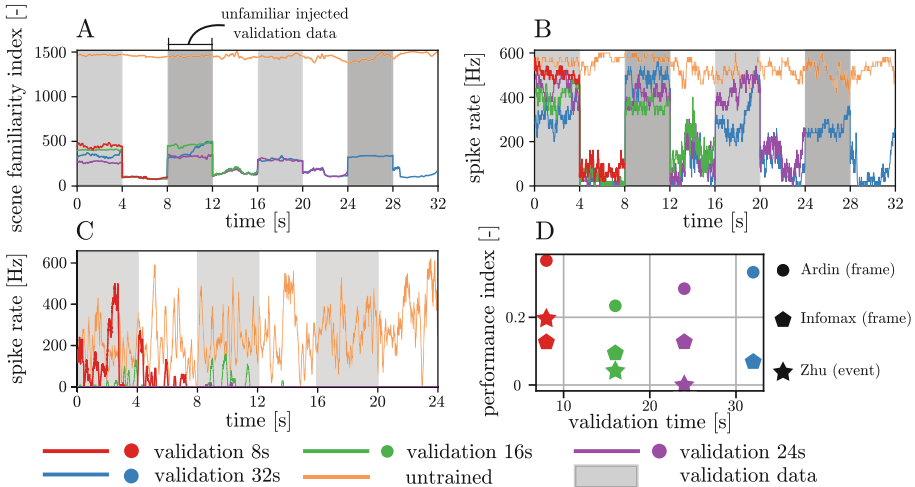 A
unfamiliar injected
validation data
scene familiarity index [-]
1500
1000
500
0
0 4 8 12 16 20 24 28 32
time [s]
B
spike rate [Hz]
600
400
200
0
0 4 8 12 16 20 24 28 32
time [s]
C
spike rate [Hz]
600
400
200
0
0 4 8 12 16 20 24
time [s]
D
performance index [-]
0.2
0
10 20 30
validation time [s]
Ardin (frame)
Infomax (frame)
Zhu (event)
validation 8s
validation 16s
validation 24s
validation 32s
untrained
validation data